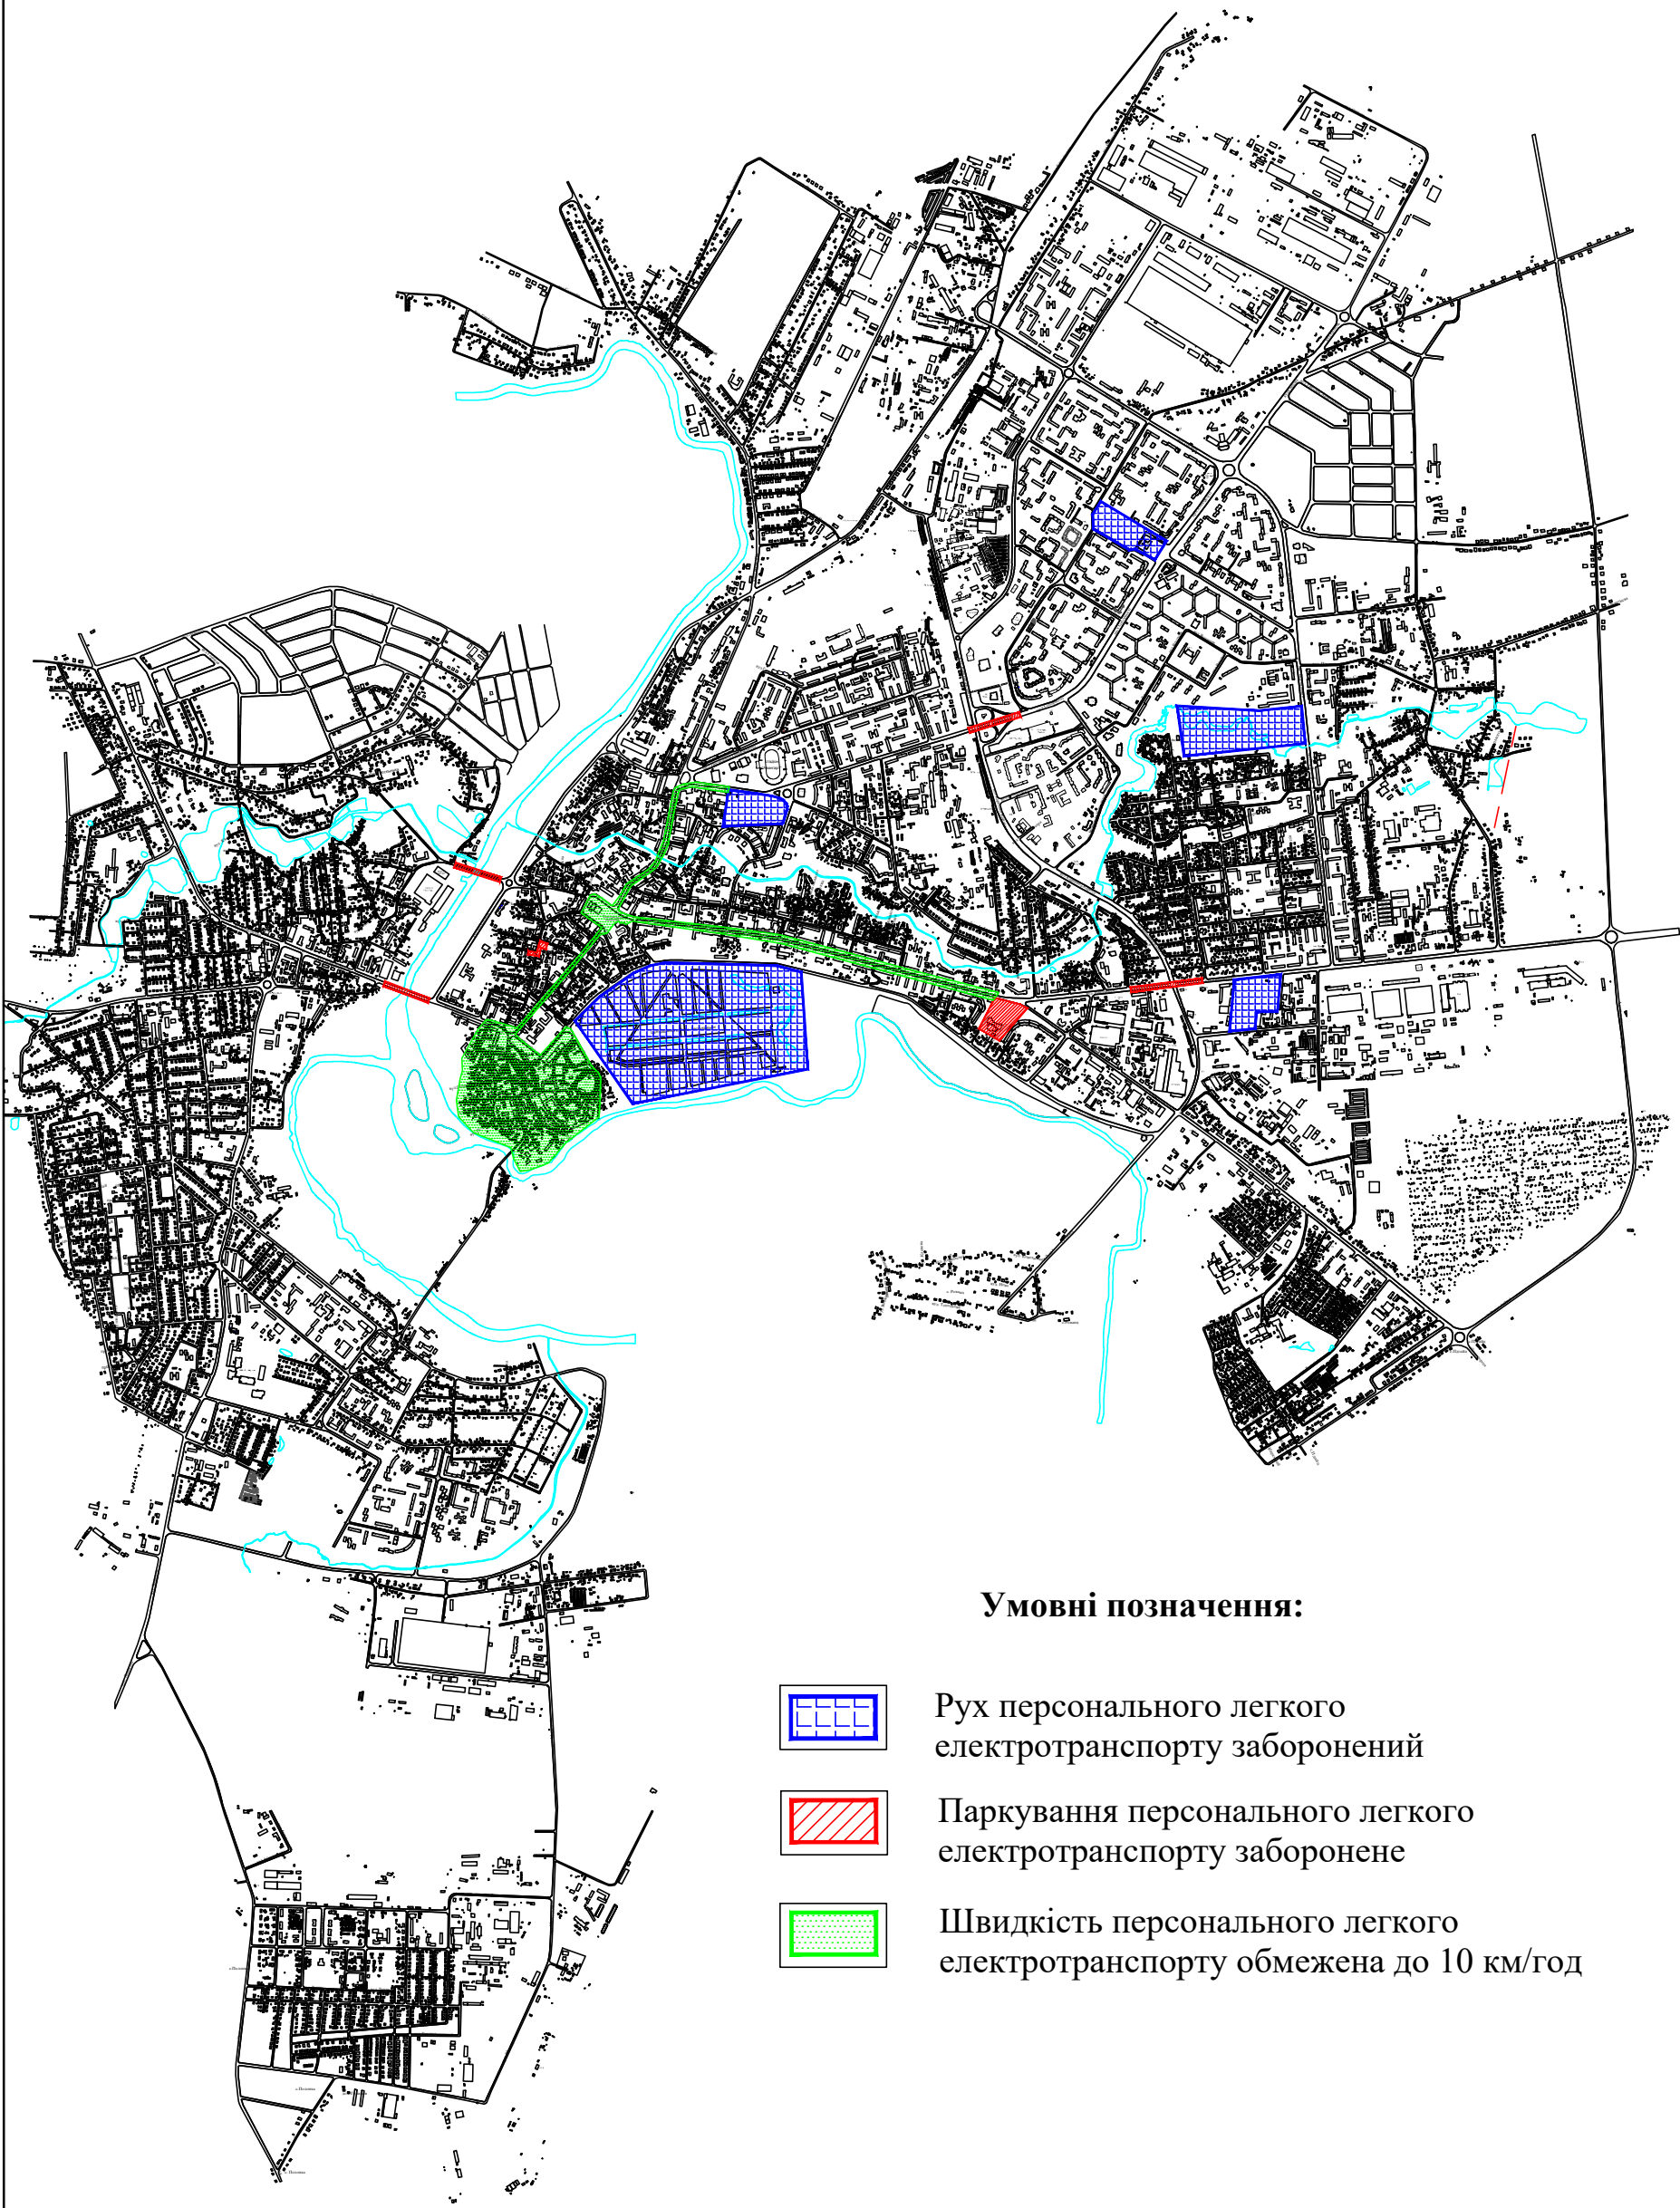 Умовні позначення:
Рух персонального легкого
електротранспорту заборонений
Паркування персонального легкого
електротранспорту заборонене
Швидкість персонального легкого
електротранспорту обмежена до 10 км/год